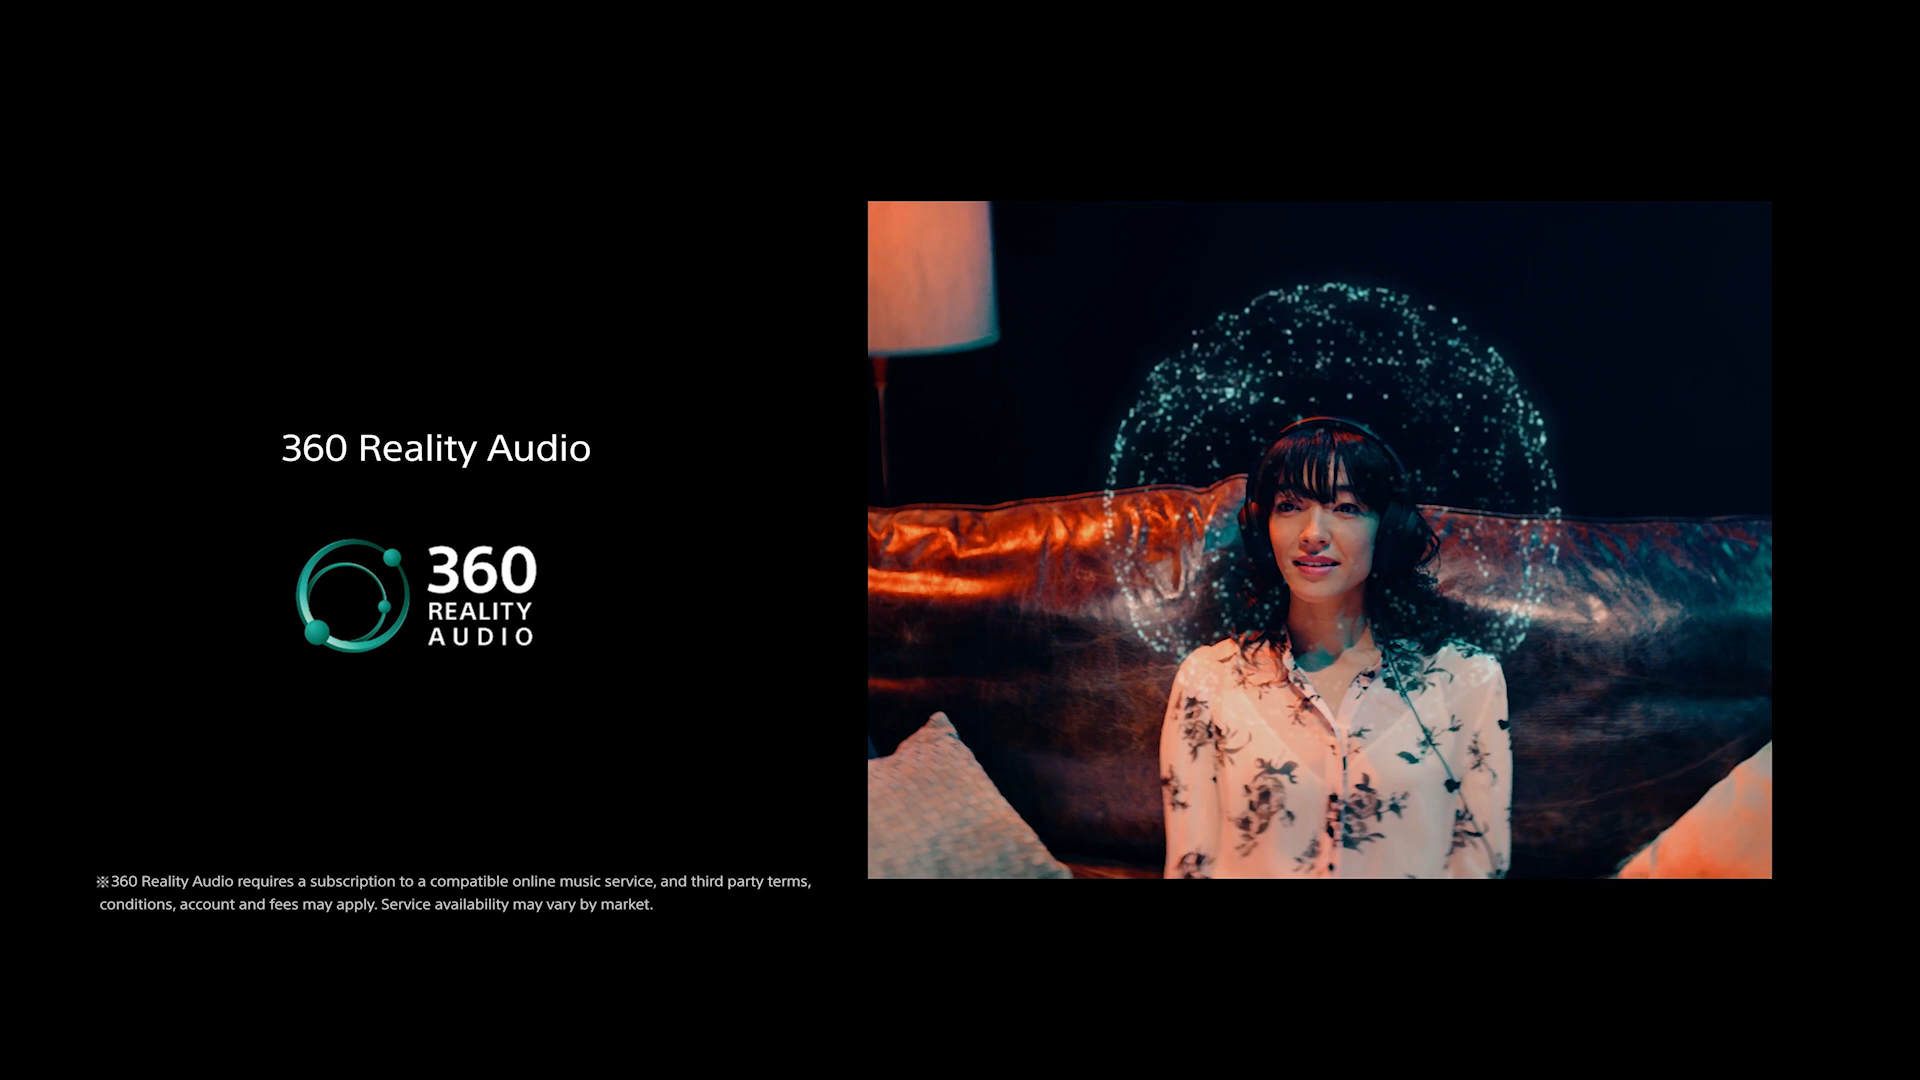 360 Reality Audio
360
REALITY
AUDIO
※360 Reality Audio requires a subscription to a compatible online music service, and third party terms,
conditions, account and fees may apply. Service availability may vary by market.